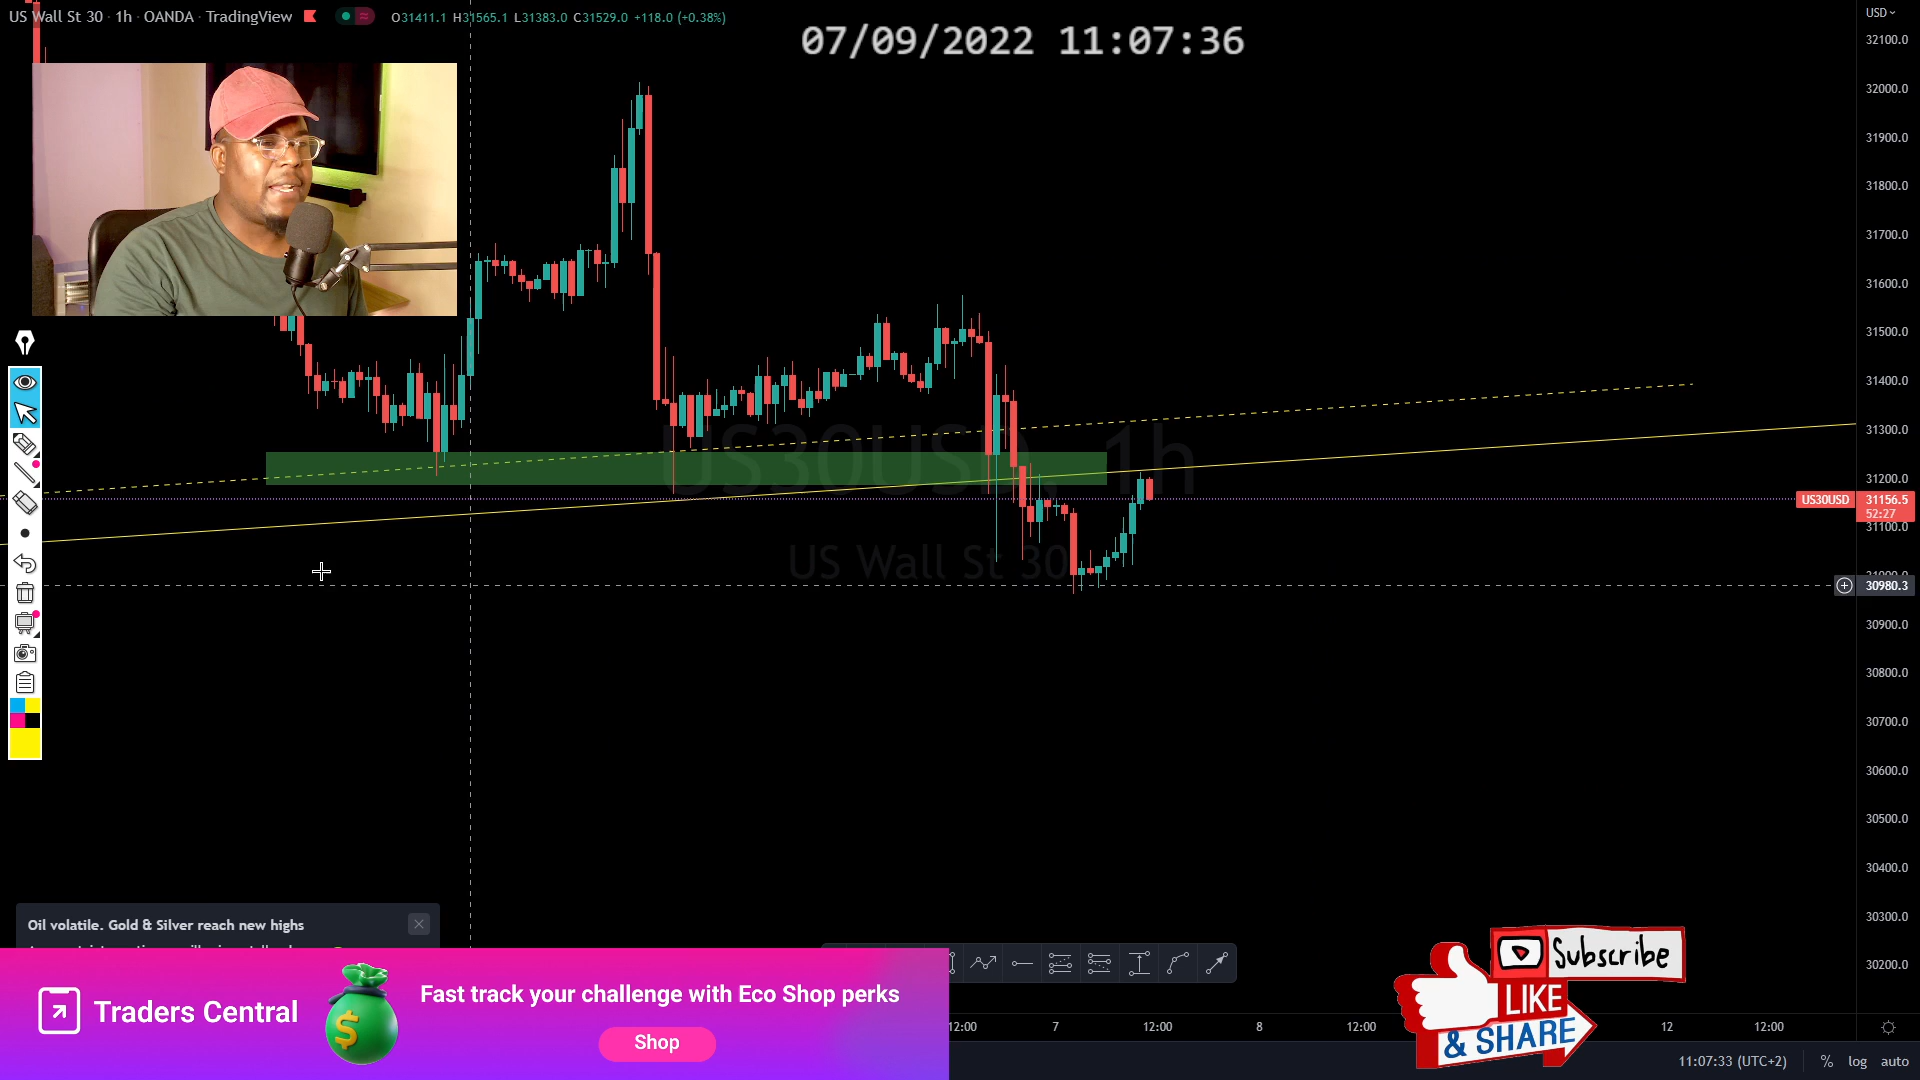 US Wall St 30 · 1h · OANDA · TradingView
O31411.1 H31565.1 L31383.0 C31529.0 +118.0 (+0.38%)
07/09/2022 11:07:36
USD
32100.0
32000.0
31900.0
31800.0
31700.0
31600.0
31500.0
31400.0
31300.0
31200.0
US30USD 31156.5
52:27
31100.0
31000.0
30980.3
30900.0
30800.0
30700.0
30600.0
30500.0
30400.0
30300.0
30200.0
US30USD, 1h
US Wall St 30
Oil volatile. Gold & Silver reach new highs
Traders Central
Fast track your challenge with Eco Shop perks
Shop
$
Subscribe
LIKE
& SHARE
12:00 7 12:00 8 12:00 12 12:00
11:07:33 (UTC+2) % log auto